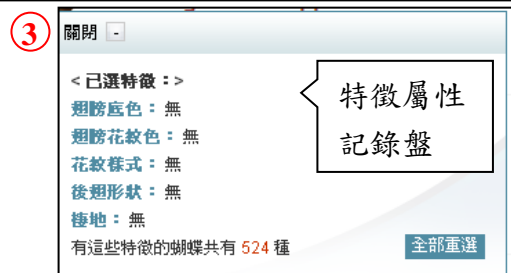 ③
關閉 -
<已選特徵：>
翅膀底色：無
翅膀花紋色：無
花紋樣式：無
後翅形狀：無
棲地：無
有這些特徵的蝴蝶共有 524 種
全部重選
特徵屬性
記錄盤